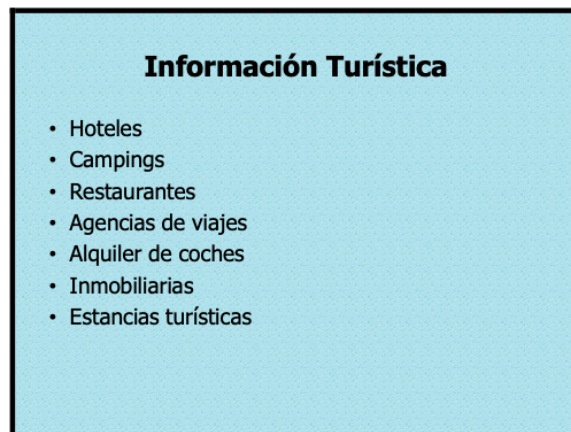 Información Turística
• Hoteles
• Campings
• Restaurantes
• Agencias de viajes
• Alquiler de coches
• Inmobiliarias
• Estancias turísticas